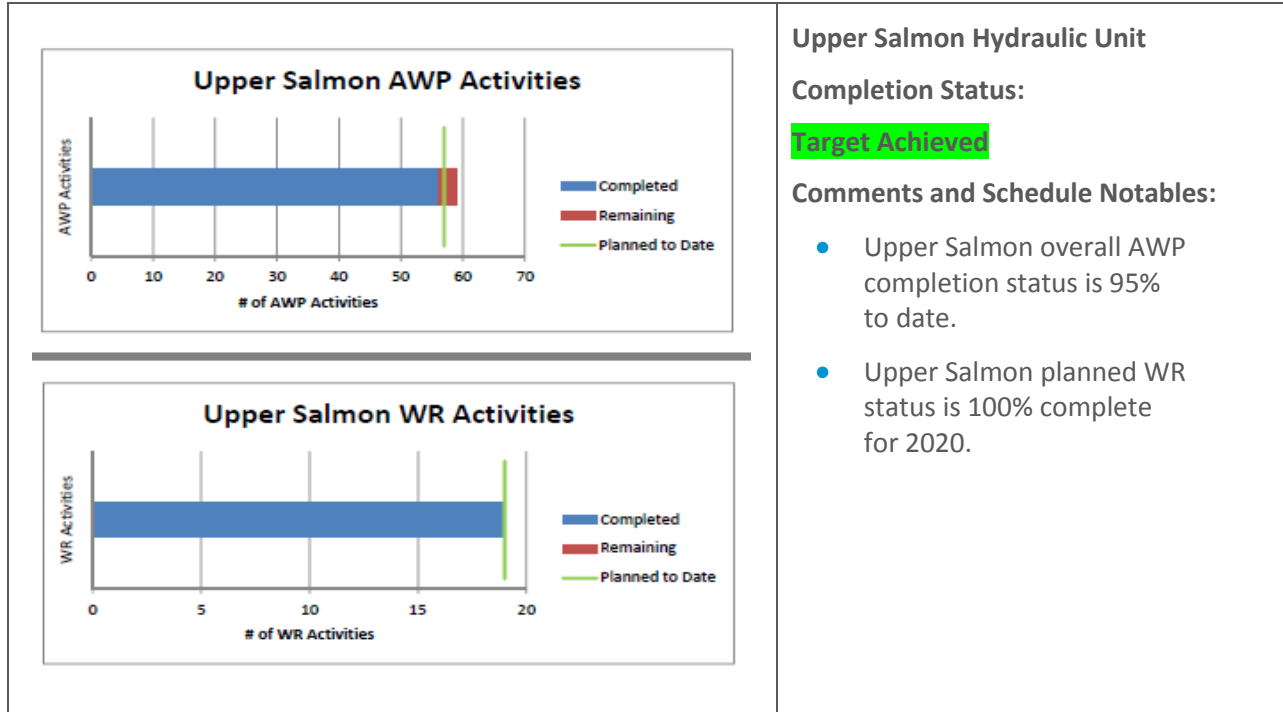 Upper Salmon AWP Activities
AWP Activities
Completed
Remaining
Planned to Date
0 10 20 30 40 50 60 70
# of AWP Activities
Upper Salmon WR Activities
WR Activities
Completed
Remaining
Planned to Date
0 5 10 15 20
# of WR Activities
Upper Salmon Hydraulic Unit
Completion Status:
Target Achieved
Comments and Schedule Notables:
• Upper Salmon overall AWP
completion status is 95%
to date.
• Upper Salmon planned WR
status is 100% complete
for 2020.